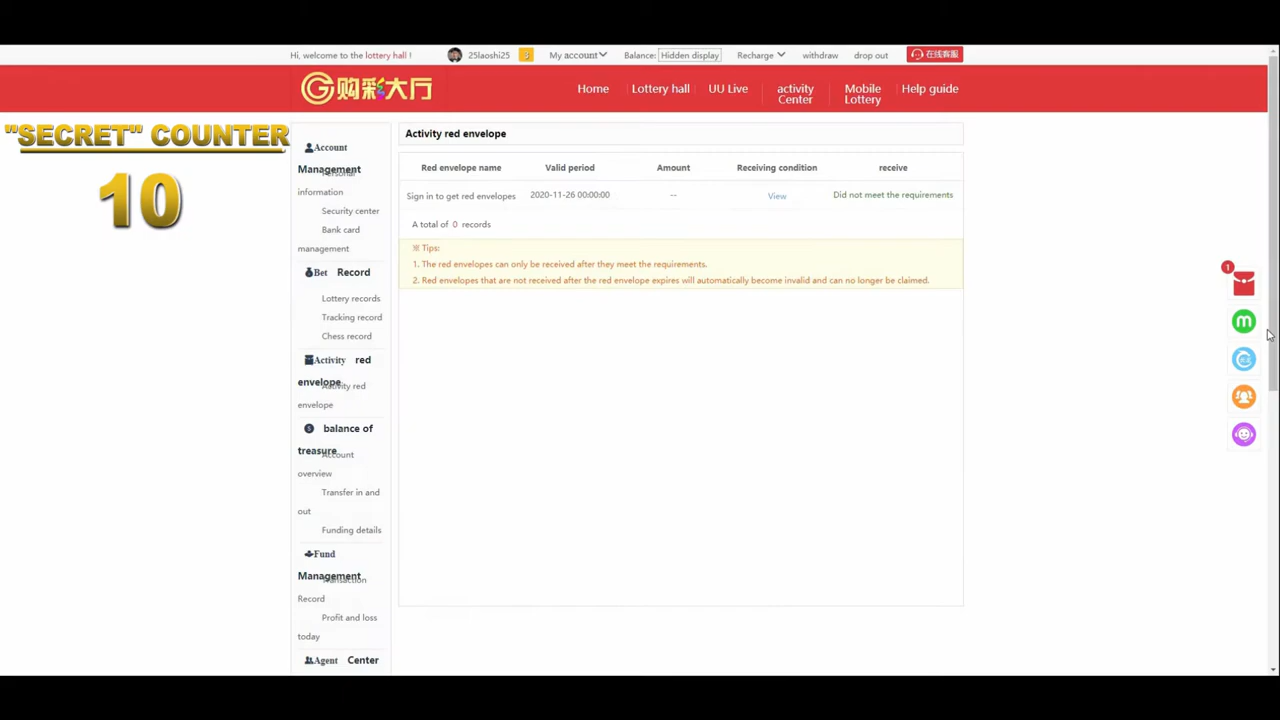 Hi, welcome to the lottery hall !
25laoshi25
3
My account
Balance: Hidden display
Recharge
withdraw
drop out
在线客服
购彩大厅
Home
Lottery hall
UU Live
activity
Center
Mobile
Lottery
Help guide
"SECRET" COUNTER
10
Account
Management
Personal
information
Security center
Bank card
management
Bet Record
Lottery records
Tracking record
Chess record
Activity red
envelope
Activity red
envelope
balance of
treasure
Account
overview
Transfer in and
out
Funding details
Fund
Management
Transaction
Record
Profit and loss
today
Agent Center
Activity red envelope
Red envelope name Valid period Amount Receiving condition receive
Sign in to get red envelopes 2020-11-26 00:00:00 -- View Did not meet the requirements
A total of 0 records
※ Tips:
1. The red envelopes can only be received after they meet the requirements.
2. Red envelopes that are not received after the red envelope expires will automatically become invalid and can no longer be claimed.
1
m